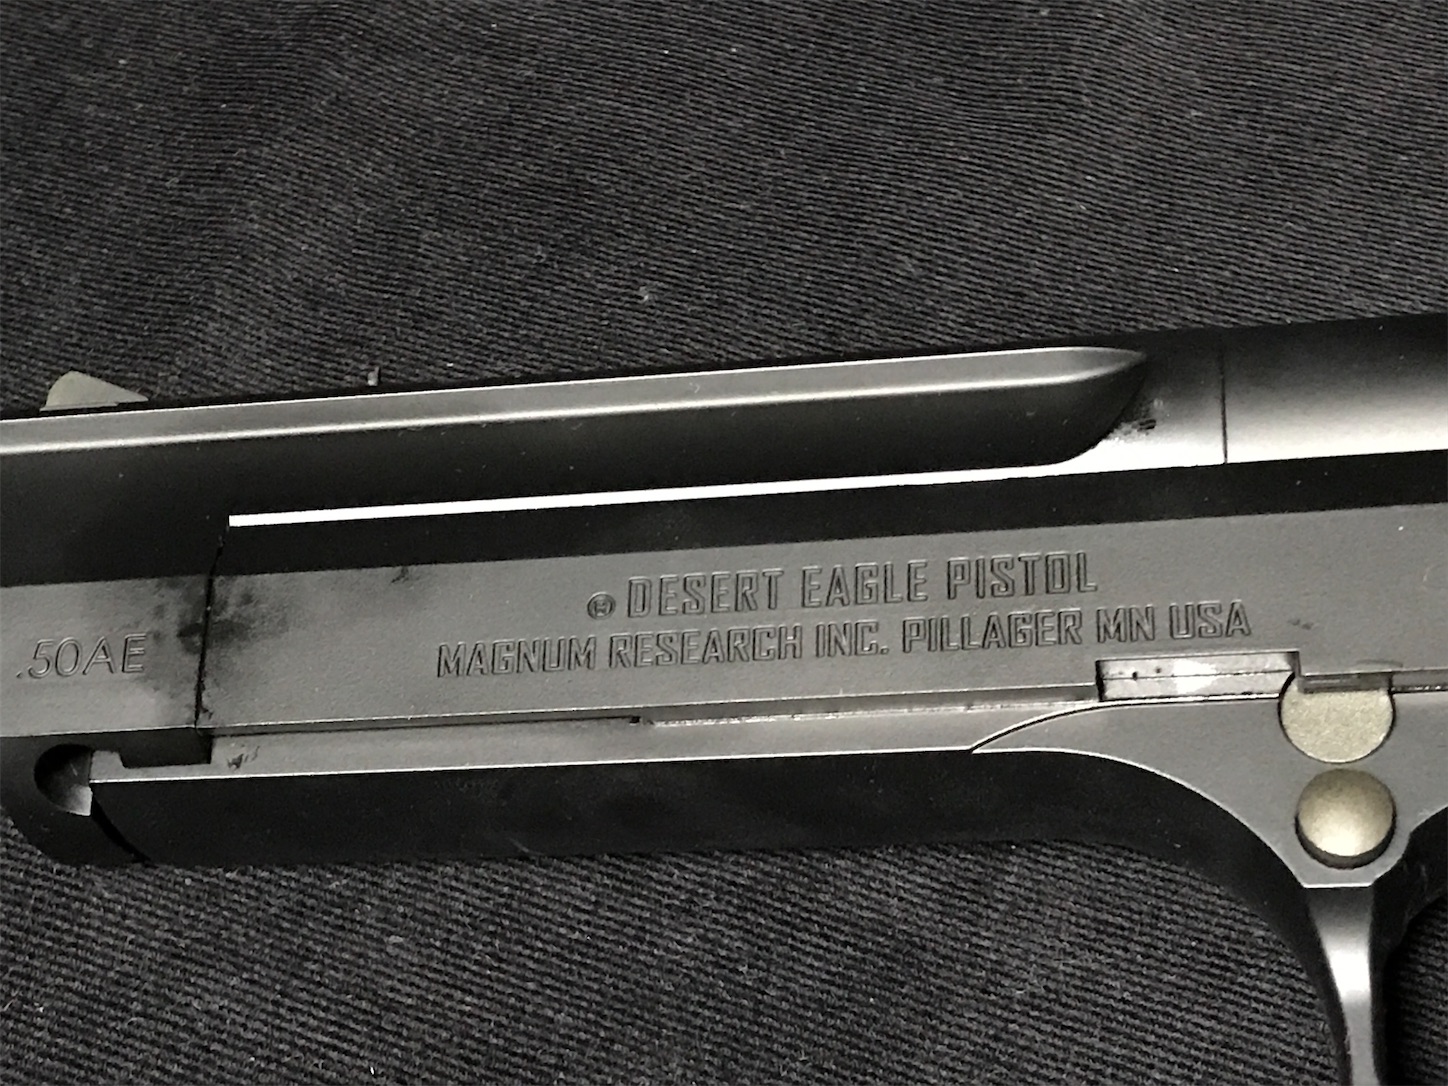 ® DESERT EAGLE PISTOL
MAGNUM RESEARCH INC. PILLAGER MN USA
.50AE